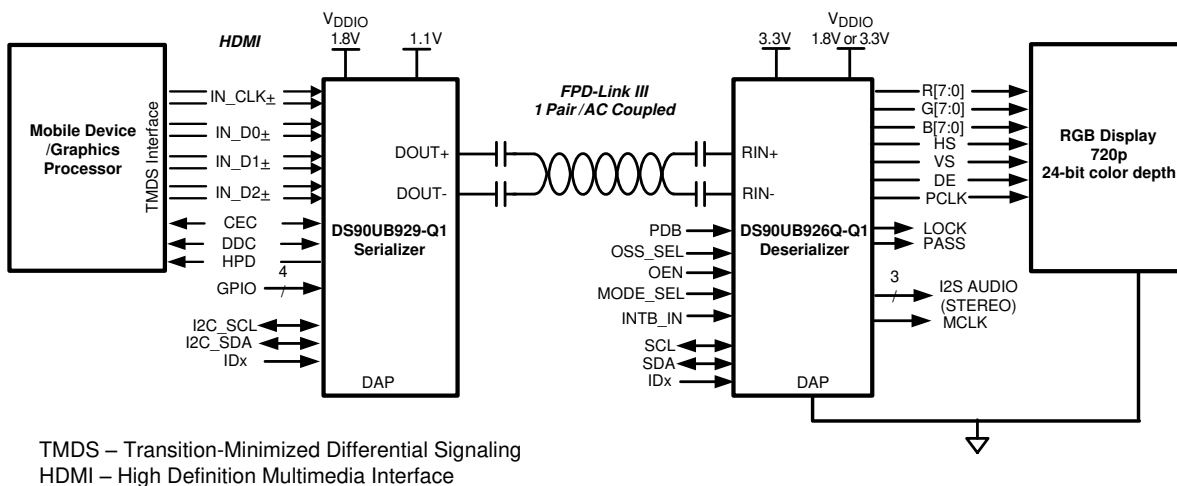 HDMI
VDDIO
1.8V
1.1V
FPD-Link III
1 Pair /AC Coupled
3.3V
VDDIO
1.8V or 3.3V
Mobile Device
/Graphics
Processor
TMDS Interface
IN_CLK±
IN_D0±
IN_D1±
IN_D2±
CEC
DDC
HPD
GPIO
4
/
I2C_SCL
I2C_SDA
IDx
DOUT+
DOUT-
DS90UB929-Q1
Serializer
DAP
RIN+
RIN-
PDB
OSS_SEL
OEN
MODE_SEL
INTB_IN
SCL
SDA
IDx
DS90UB926Q-Q1
Deserializer
DAP
R[7:0]
G[7:0]
B[7:0]
HS
VS
DE
PCLK
LOCK
PASS
3
/
I2S AUDIO
(STEREO)
MCLK
RGB Display
720p
24-bit color depth
TMDS – Transition-Minimized Differential Signaling
HDMI – High Definition Multimedia Interface